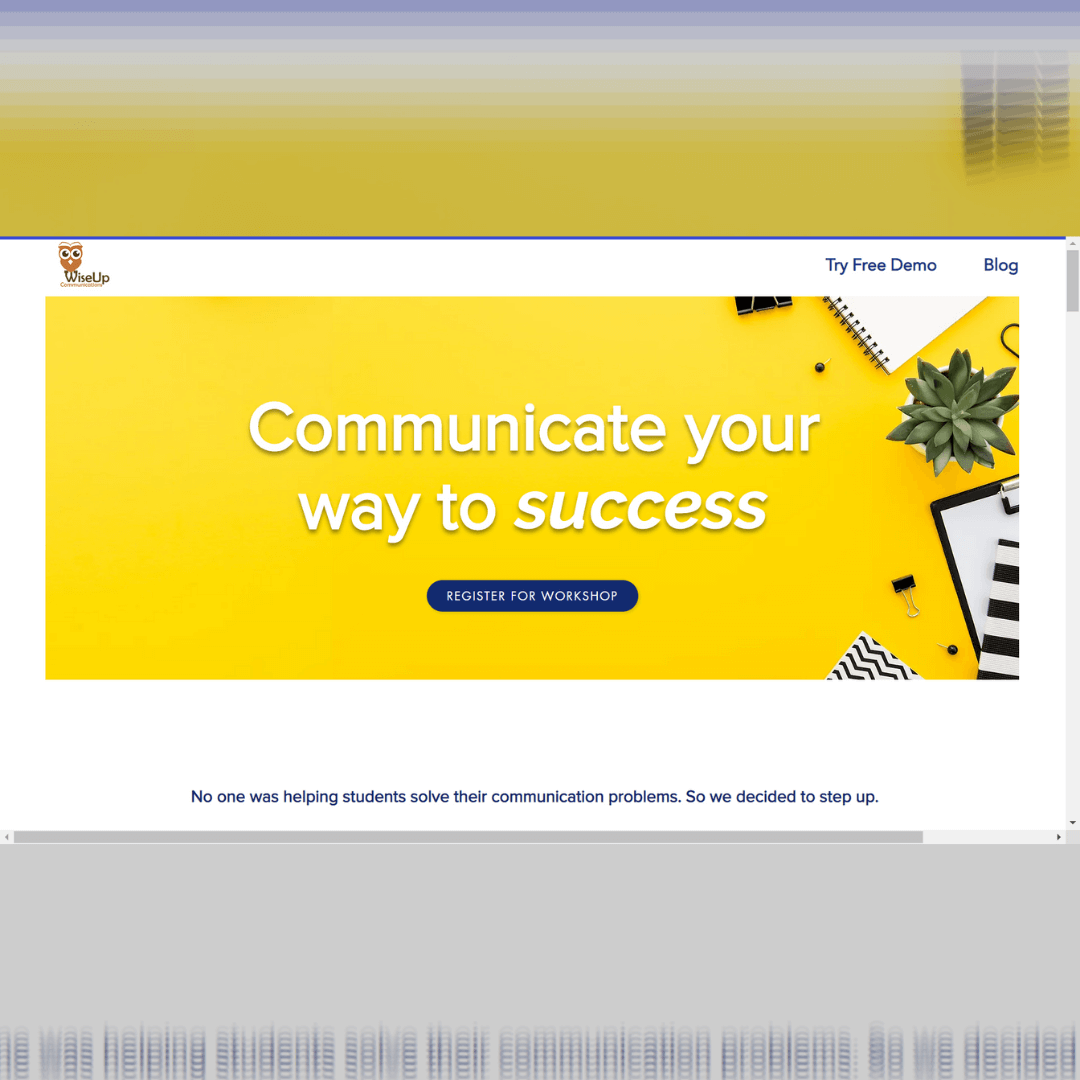 WiseUp
Communications
Try Free Demo
Blog
Communicate your
way to success
REGISTER FOR WORKSHOP
No one was helping students solve their communication problems. So we decided to step up.
was helping students solve their communication problems. So we decided